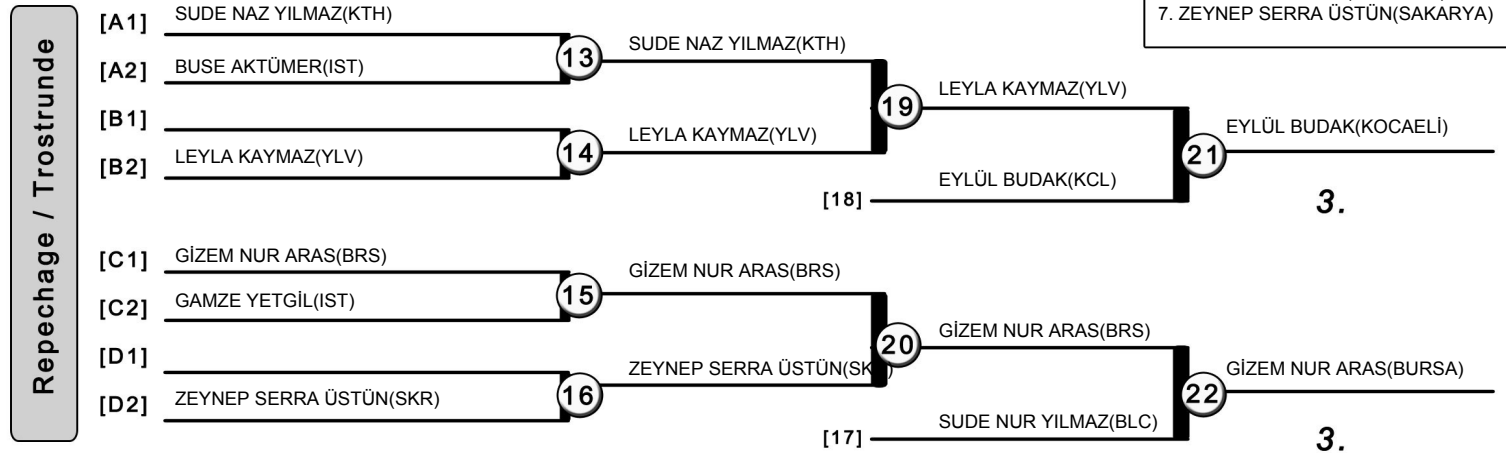 Repechage / Trostrunde
7. ZEYNEP SERRA ÜSTÜN(SAKARYA)
[A1] SUDE NAZ YILMAZ(KTH)
[A2] BUSE AKTÜMER(IST)
13
SUDE NAZ YILMAZ(KTH)
[B1]
[B2] LEYLA KAYMAZ(YLV)
14
LEYLA KAYMAZ(YLV)
19
LEYLA KAYMAZ(YLV)
[18] EYLÜL BUDAK(KCL)
21
EYLÜL BUDAK(KOCAELİ)
3.
[C1] GİZEM NUR ARAS(BRS)
[C2] GAMZE YETGİL(IST)
15
GİZEM NUR ARAS(BRS)
[D1]
[D2] ZEYNEP SERRA ÜSTÜN(SKR)
16
ZEYNEP SERRA
20
GİZEM NUR ARAS(BRS)
[17] SUDE NUR YILMAZ(BLC)
22
GİZEM NUR ARAS(BURSA)
3.